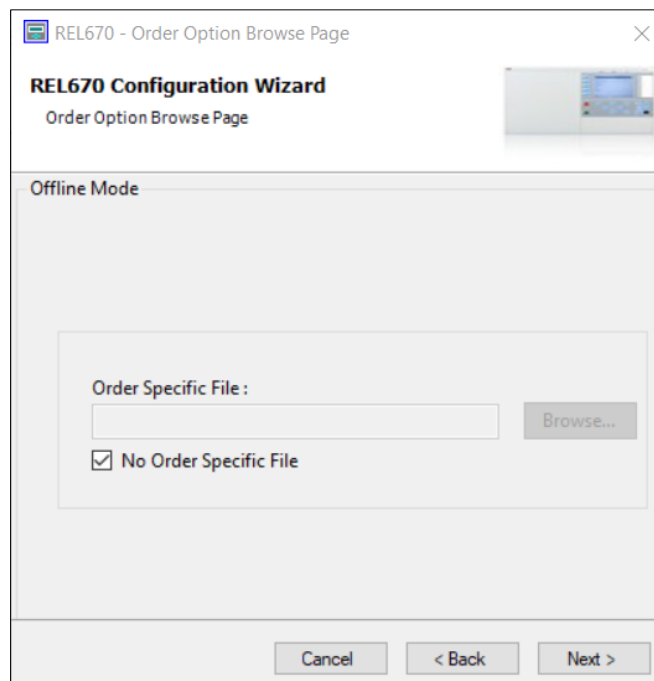 REL670 - Order Option Browse Page
REL670 Configuration Wizard
Order Option Browse Page
Offline Mode
Order Specific File :
Browse...
No Order Specific File
Cancel
< Back
Next >